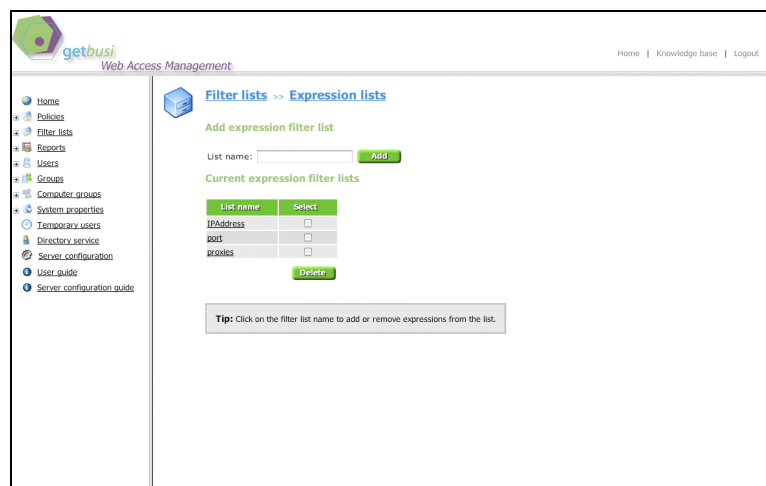 getbusi
Web Access Management
Home | Knowledge base | Logout
Home
Policies
Filter lists
Reports
Users
Groups
Computer groups
System properties
Temporary users
Directory service
Server configuration
User guide
Server configuration guide
Filter lists >> Expression lists
Add expression filter list
List name: Add
Current expression filter lists
List name Select
IPAddress
port
proxies
Delete
Tip: Click on the filter list name to add or remove expressions from the list.